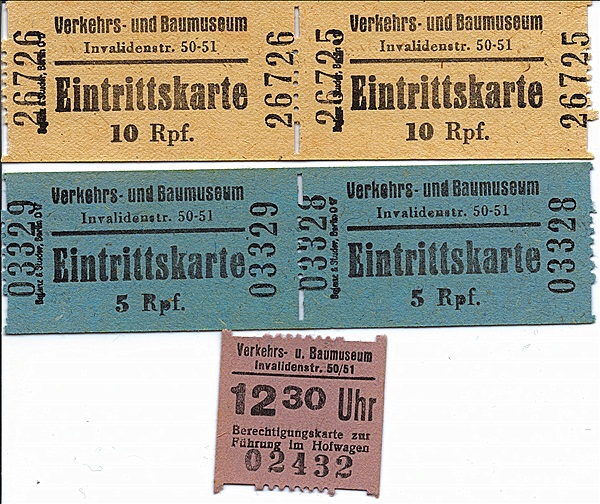 26726
Verkehrs- und Baumuseum
Invalidenstr. 50-51
Eintrittskarte
10 Rpf.
26726
26725
Verkehrs- und Baumuseum
Invalidenstr. 50-51
Eintrittskarte
10 Rpf.
26725
03329
Verkehrs- und Baumuseum
Invalidenstr. 50-51
Eintrittskarte
5 Rpf.
03329
03328
Verkehrs- und Baumuseum
Invalidenstr. 50-51
Eintrittskarte
5 Rpf.
03328
Verkehrs- u. Baumuseum
Invalidenstr. 50/51
12 30 Uhr
Berechtigungskarte zur
Führung im Hofwagen
02432